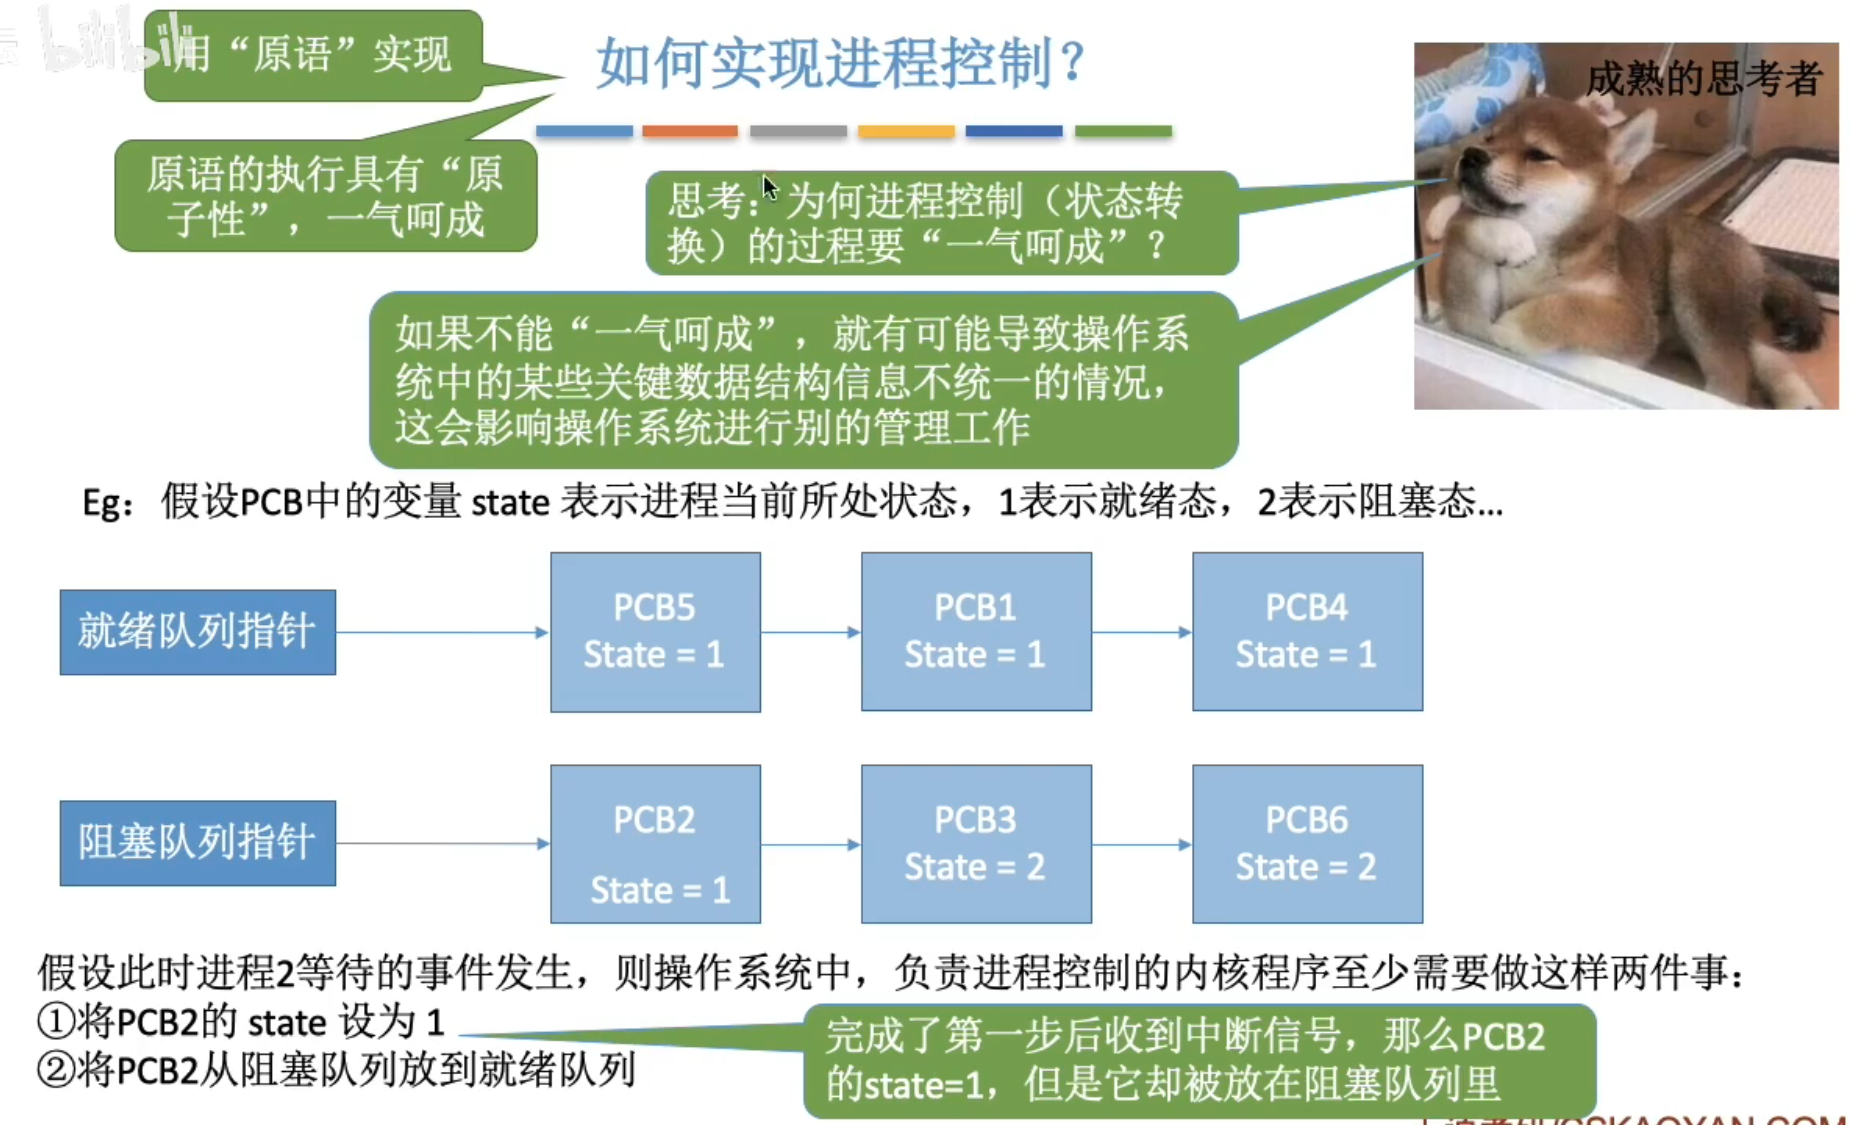 bilibili
用“原语”实现
如何实现进程控制？
成熟的思考者
原语的执行具有“原
子性”，一气呵成
思考：为何进程控制（状态转
换）的过程要“一气呵成”？
如果不能“一气呵成”，就有可能导致操作系
统中的某些关键数据结构信息不统一的情况，
这会影响操作系统进行别的管理工作
Eg：假设PCB中的变量 state 表示进程当前所处状态，1表示就绪态，2表示阻塞态...
就绪队列指针
PCB5
State = 1
PCB1
State = 1
PCB4
State = 1
阻塞队列指针
PCB2
State = 1
PCB3
State = 2
PCB6
State = 2
假设此时进程2等待的事件发生，则操作系统中，负责进程控制的内核程序至少需要做这样两件事：
①将PCB2的 state 设为 1
②将PCB2从阻塞队列放到就绪队列
完成了第一步后收到中断信号，那么PCB2
的state=1，但是它却被放在阻塞队列里